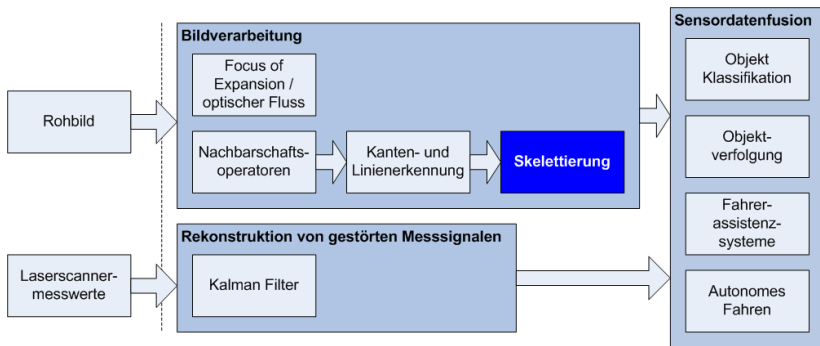 Rohbild
Laserscanner-
messwerte
Bildverarbeitung
Focus of
Expansion /
optischer Fluss
Nachbarschafts-
operatoren
Kanten- und
Linienerkennung
Skelettierung
Rekonstruktion von gestörten Messsignalen
Kalman Filter
Sensordatenfusion
Objekt
Klassifikation
Objekt-
verfolgung
Fahrer-
assistenz-
systeme
Autonomes
Fahren